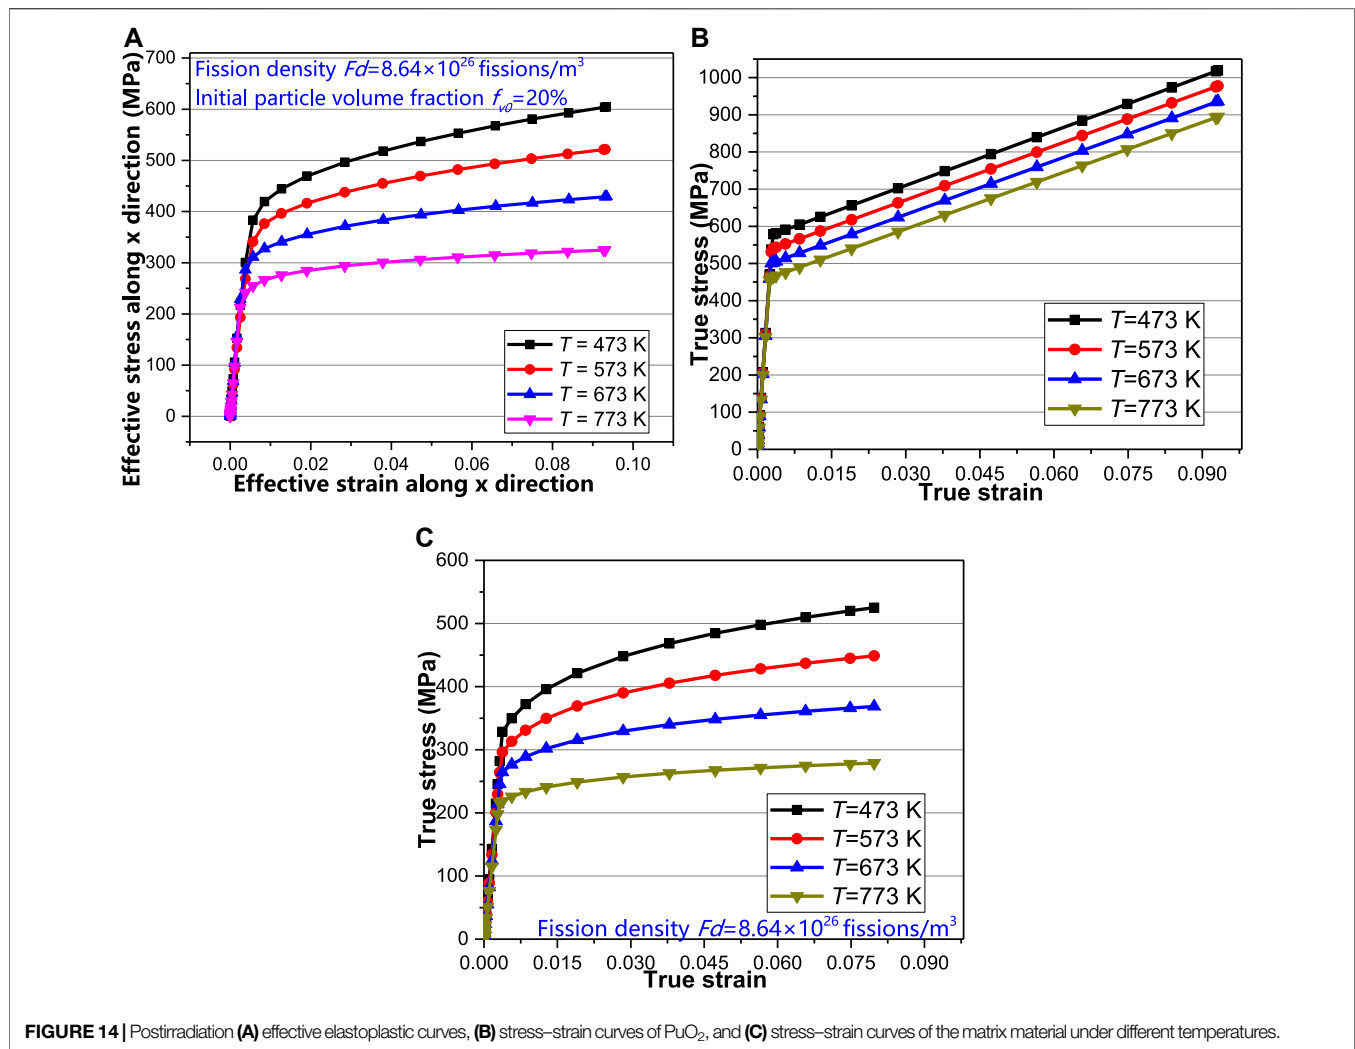 A
Effective stress along x direction (MPa)
700
600
500
400
300
200
100
0
Fission density Fd=8.64×10²⁶ fissions/m³
Initial particle volume fraction fv0=20%
T = 473 K
T = 573 K
T = 673 K
T = 773 K
0.00 0.02 0.04 0.06 0.08 0.10
Effective strain along x direction
B
True stress (MPa)
1000
900
800
700
600
500
400
300
200
100
0
T=473 K
T=573 K
T=673 K
T=773 K
0.000 0.015 0.030 0.045 0.060 0.075 0.090
True strain
C
True stress (MPa)
600
500
400
300
200
100
0
T=473 K
T=573 K
T=673 K
T=773 K
Fission density Fd=8.64×10²⁶ fissions/m³
0.000 0.015 0.030 0.045 0.060 0.075 0.090
True strain
FIGURE 14 | Postirradiation (A) effective elastoplastic curves, (B) stress–strain curves of PuO₂, and (C) stress–strain curves of the matrix material under different temperatures.